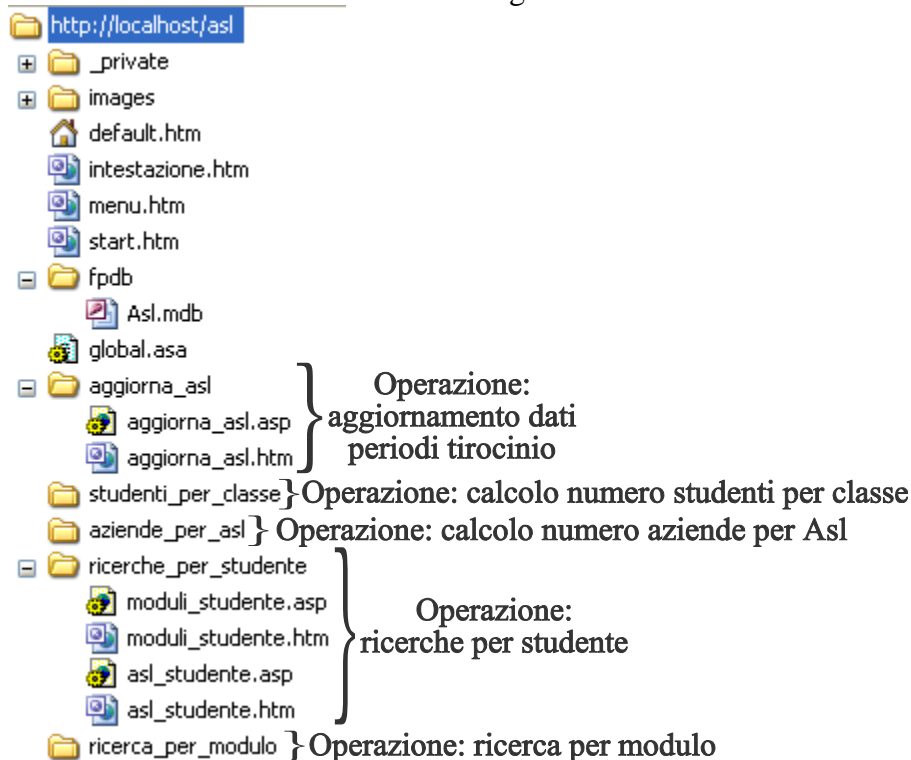 http://localhost/asl
_private
images
default.htm
intestazione.htm
menu.htm
start.htm
fpdb
Asl.mdb
global.asa
aggiorna_asl
aggiorna_asl.asp
aggiorna_asl.htm
Operazione:
aggiornamento dati
periodi tirocinio
studenti_per_classe
Operazione: calcolo numero studenti per classe
aziende_per_asl
Operazione: calcolo numero aziende per Asl
ricerche_per_studente
moduli_studente.asp
moduli_studente.htm
asl_studente.asp
asl_studente.htm
Operazione:
ricerche per studente
ricerca_per_modulo
Operazione: ricerca per modulo